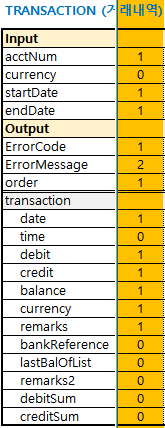 TRANSACTION (거래내역)
Input
acctNum 1
currency 0
startDate 1
endDate 1
Output
ErrorCode 1
ErrorMessage 2
order 1
transaction
date 1
time 0
debit 1
credit 1
balance 1
currency 1
remarks 1
bankReference 0
lastBalOfList 0
remarks2 0
debitSum 0
creditSum 0